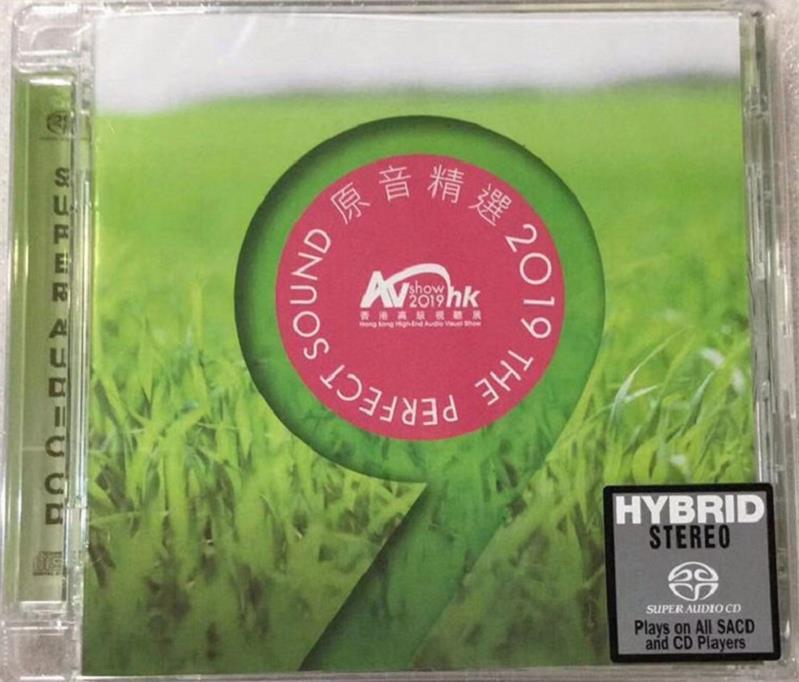 原音精選 2019 THE PERFECT SOUND
AV show 2019 hk
香港高級視聽展
Hong Kong High-End Audio Visual Show
SUPER AUDIO CD
HYBRID
STEREO
SUPER AUDIO CD
Plays on All SACD
and CD Players